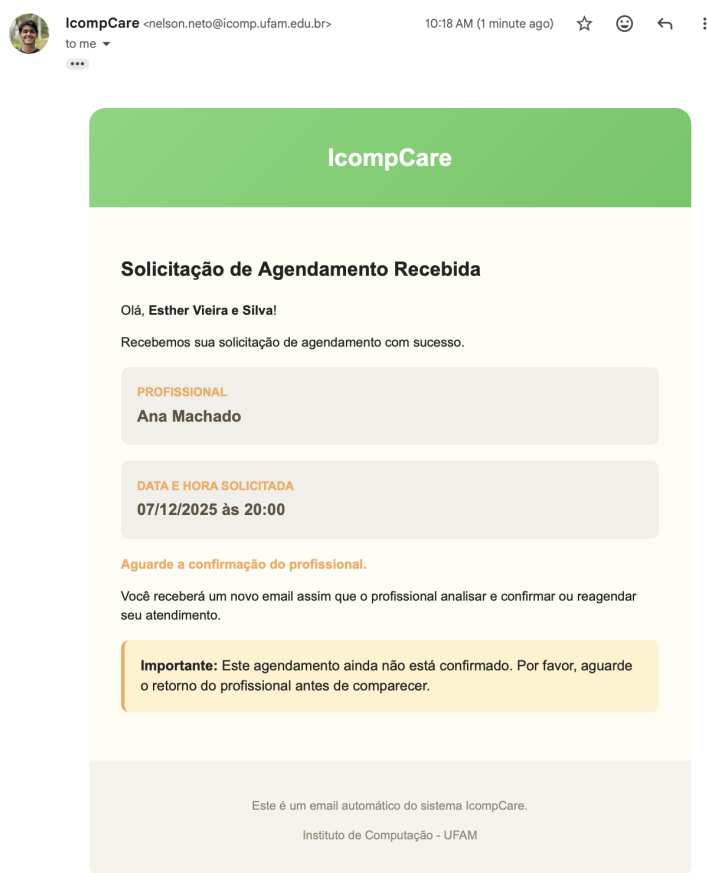 IcompCare <nelson.neto@icomp.ufam.edu.br>
10:18 AM (1 minute ago)
to me
IcompCare
Solicitação de Agendamento Recebida
Olá, Esther Vieira e Silva!
Recebemos sua solicitação de agendamento com sucesso.
PROFISSIONAL
Ana Machado
DATA E HORA SOLICITADA
07/12/2025 às 20:00
Aguarde a confirmação do profissional.
Você receberá um novo email assim que o profissional analisar e confirmar ou reagendar
seu atendimento.
Importante: Este agendamento ainda não está confirmado. Por favor, aguarde
o retorno do profissional antes de comparecer.
Este é um email automático do sistema IcompCare.
Instituto de Computação - UFAM